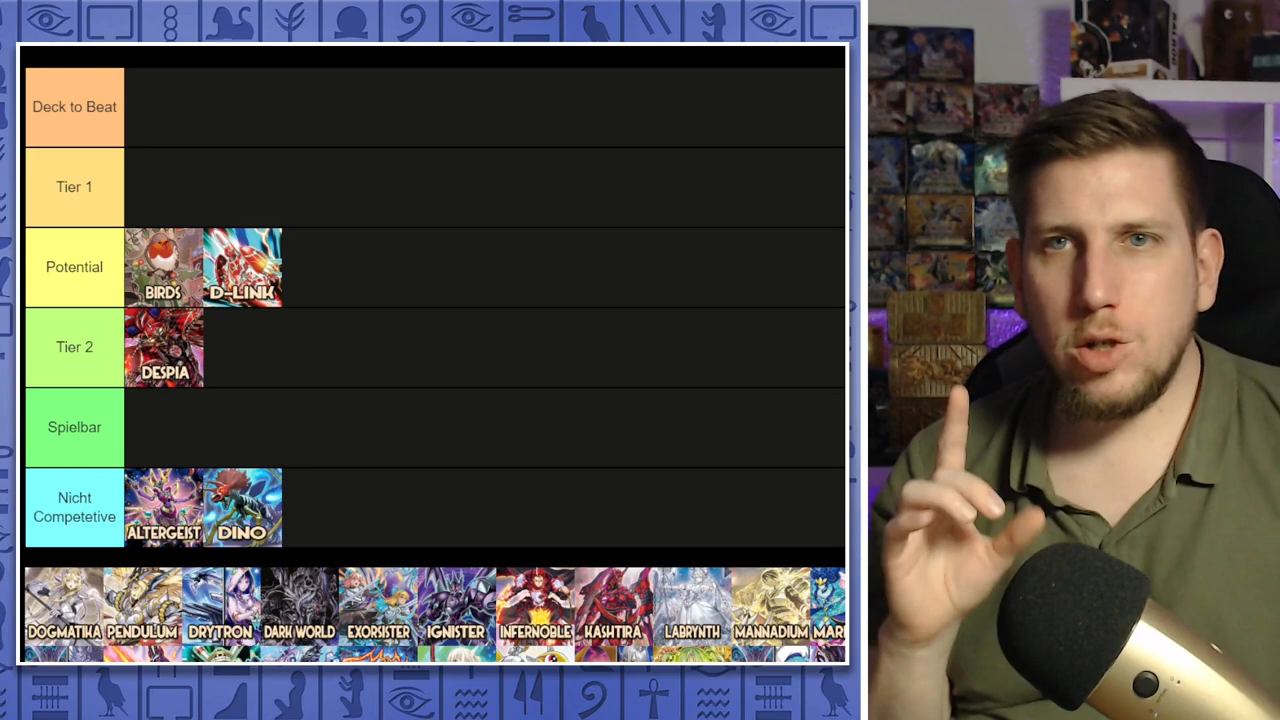 Deck to Beat
Tier 1
Potential
BIRDS
D-LINK
Tier 2
DESPIA
Spielbar
Nicht
Competetive
ALTERGEIST
DINO
DOGMATIKA PENDULUM DRYTRON DARK WORLD EXORSISTER IGNISTER INFERNOBLE KASHTIRA LABRYNTH MANNADIUM MARI